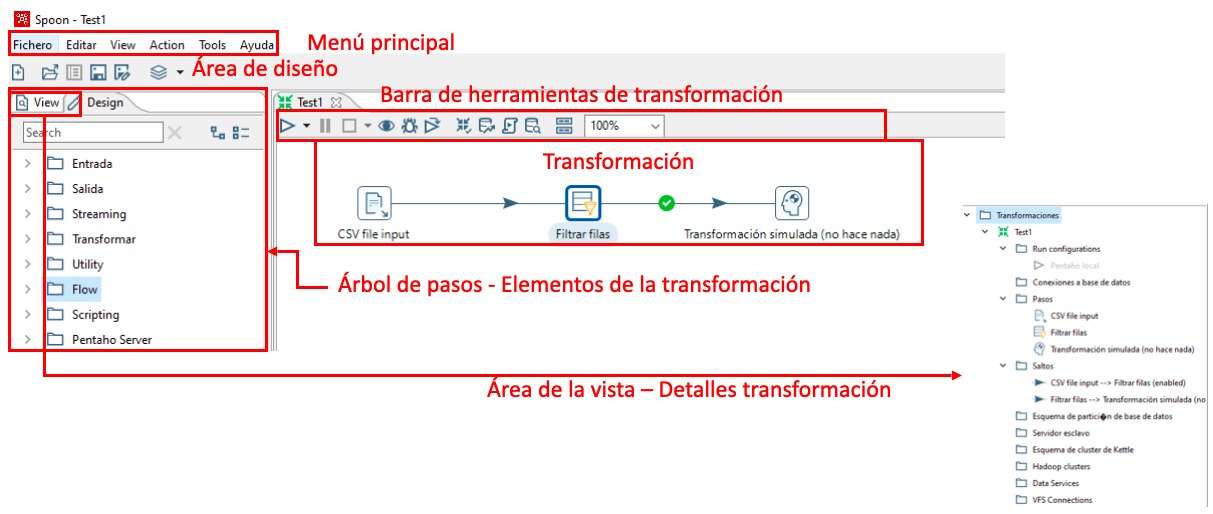 Spoon - Test1
Fichero Editar View Action Tools Ayuda
Menú principal
Área de diseño
View Design
Test1
Barra de herramientas de transformación
Search
100%
Transformación
Entrada
Salida
Streaming
Transformar
Utility
Flow
Scripting
Pentaho Server
CSV file input
Filtrar filas
Transformación simulada (no hace nada)
Árbol de pasos - Elementos de la transformación
Área de la vista – Detalles transformación
Transformaciones
Test1
Run configurations
Pentaho local
Conexiones a base de datos
Pasos
CSV file input
Filtrar filas
Transformación simulada (no hace nada)
Saltos
CSV file input --> Filtrar filas (enabled)
Filtrar filas --> Transformación simulada (no
Esquema de partici�n de base de datos
Servidor esclavo
Esquema de cluster de Kettle
Hadoop clusters
Data Services
VFS Connections